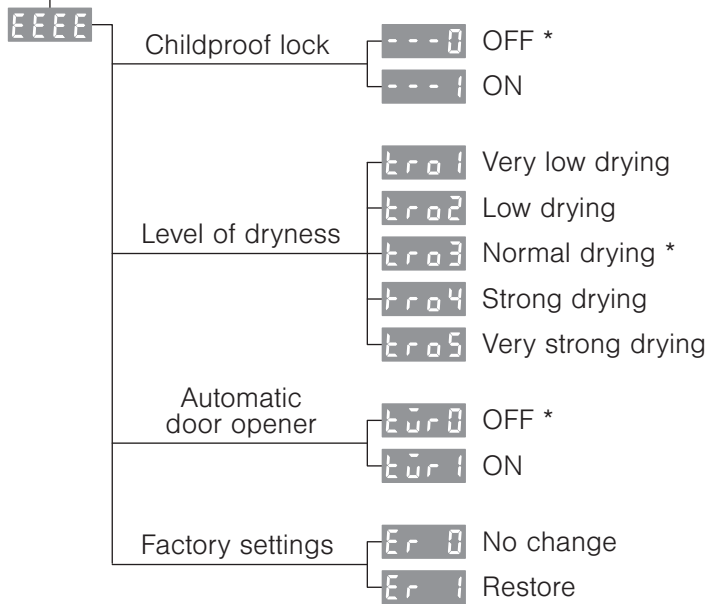 EEEE
Childproof lock
---0 OFF *
---1 ON
Level of dryness
tro1 Very low drying
tro2 Low drying
tro3 Normal drying *
tro4 Strong drying
tro5 Very strong drying
Automatic
door opener
tür0 OFF *
tür1 ON
Factory settings
Er 0 No change
Er 1 Restore